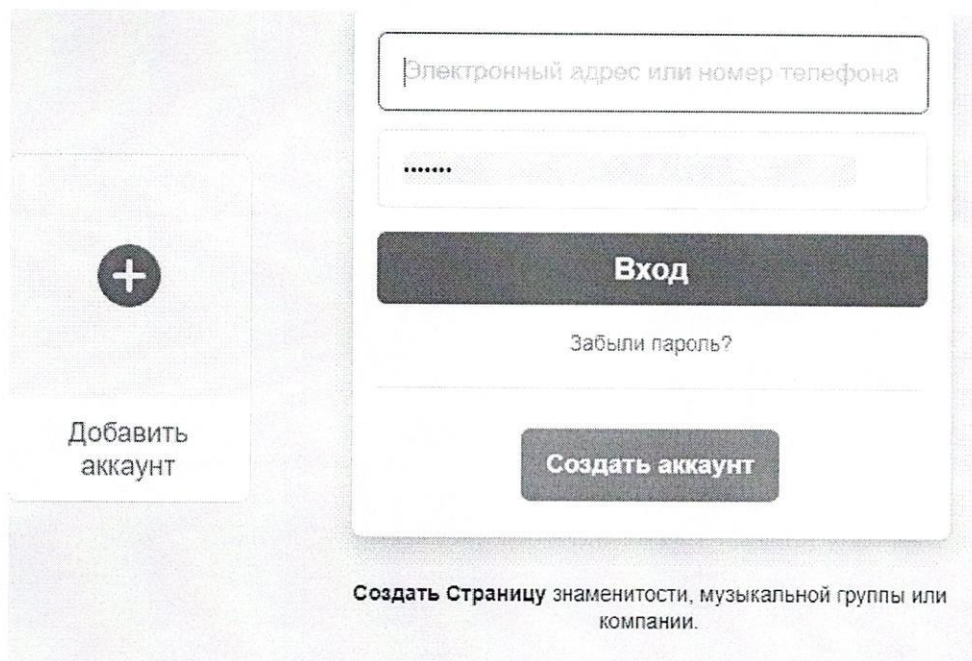 Электронный адрес или номер телефона
•••••••
Вход
Забыли пароль?
Добавить
аккаунт
Создать аккаунт
Создать Страницу знаменитости, музыкальной группы или
компании.